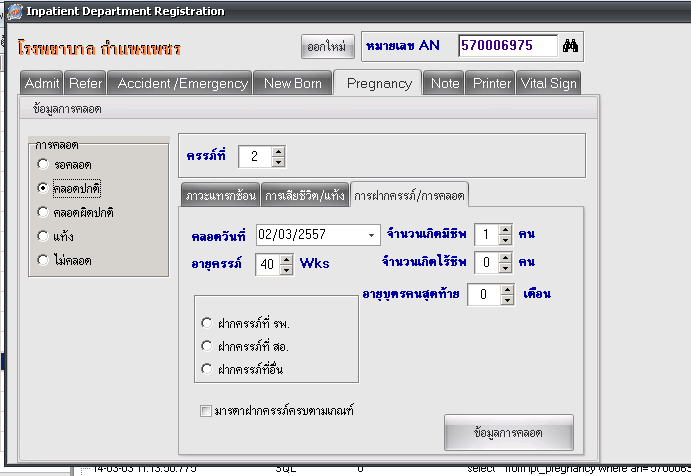 Inpatient Department Registration
โรงพยาบาล กำแพงเพชร
ออกใหม่
หมายเลข AN 570006975
Admit Refer Accident /Emergency New Born Pregnancy Note Printer Vital Sign
ข้อมูลการคลอด
การคลอด
รอคลอด
คลอดปกติ
คลอดผิดปกติ
แท้ง
ไม่คลอด
ครรภ์ที่ 2
ภาวะแทรกซ้อน การเสียชีวิต/แท้ง การฝากครรภ์/การคลอด
คลอดวันที่ 02/03/2557 จำนวนเกิดมีชีพ 1 คน
อายุครรภ์ 40 Wks จำนวนเกิดไร้ชีพ 0 คน
อายุบุตรคนสุดท้าย 0 เดือน
ฝากครรภ์ที่ รพ.
ฝากครรภ์ที่ สอ.
ฝากครรภ์ที่อื่น
มารดาฝากครรภ์ครบตามเกณฑ์
ข้อมูลการคลอด
14-03-03 11:13:50.775 SQL 0 select * from ipt_pregnancy where an='5700069